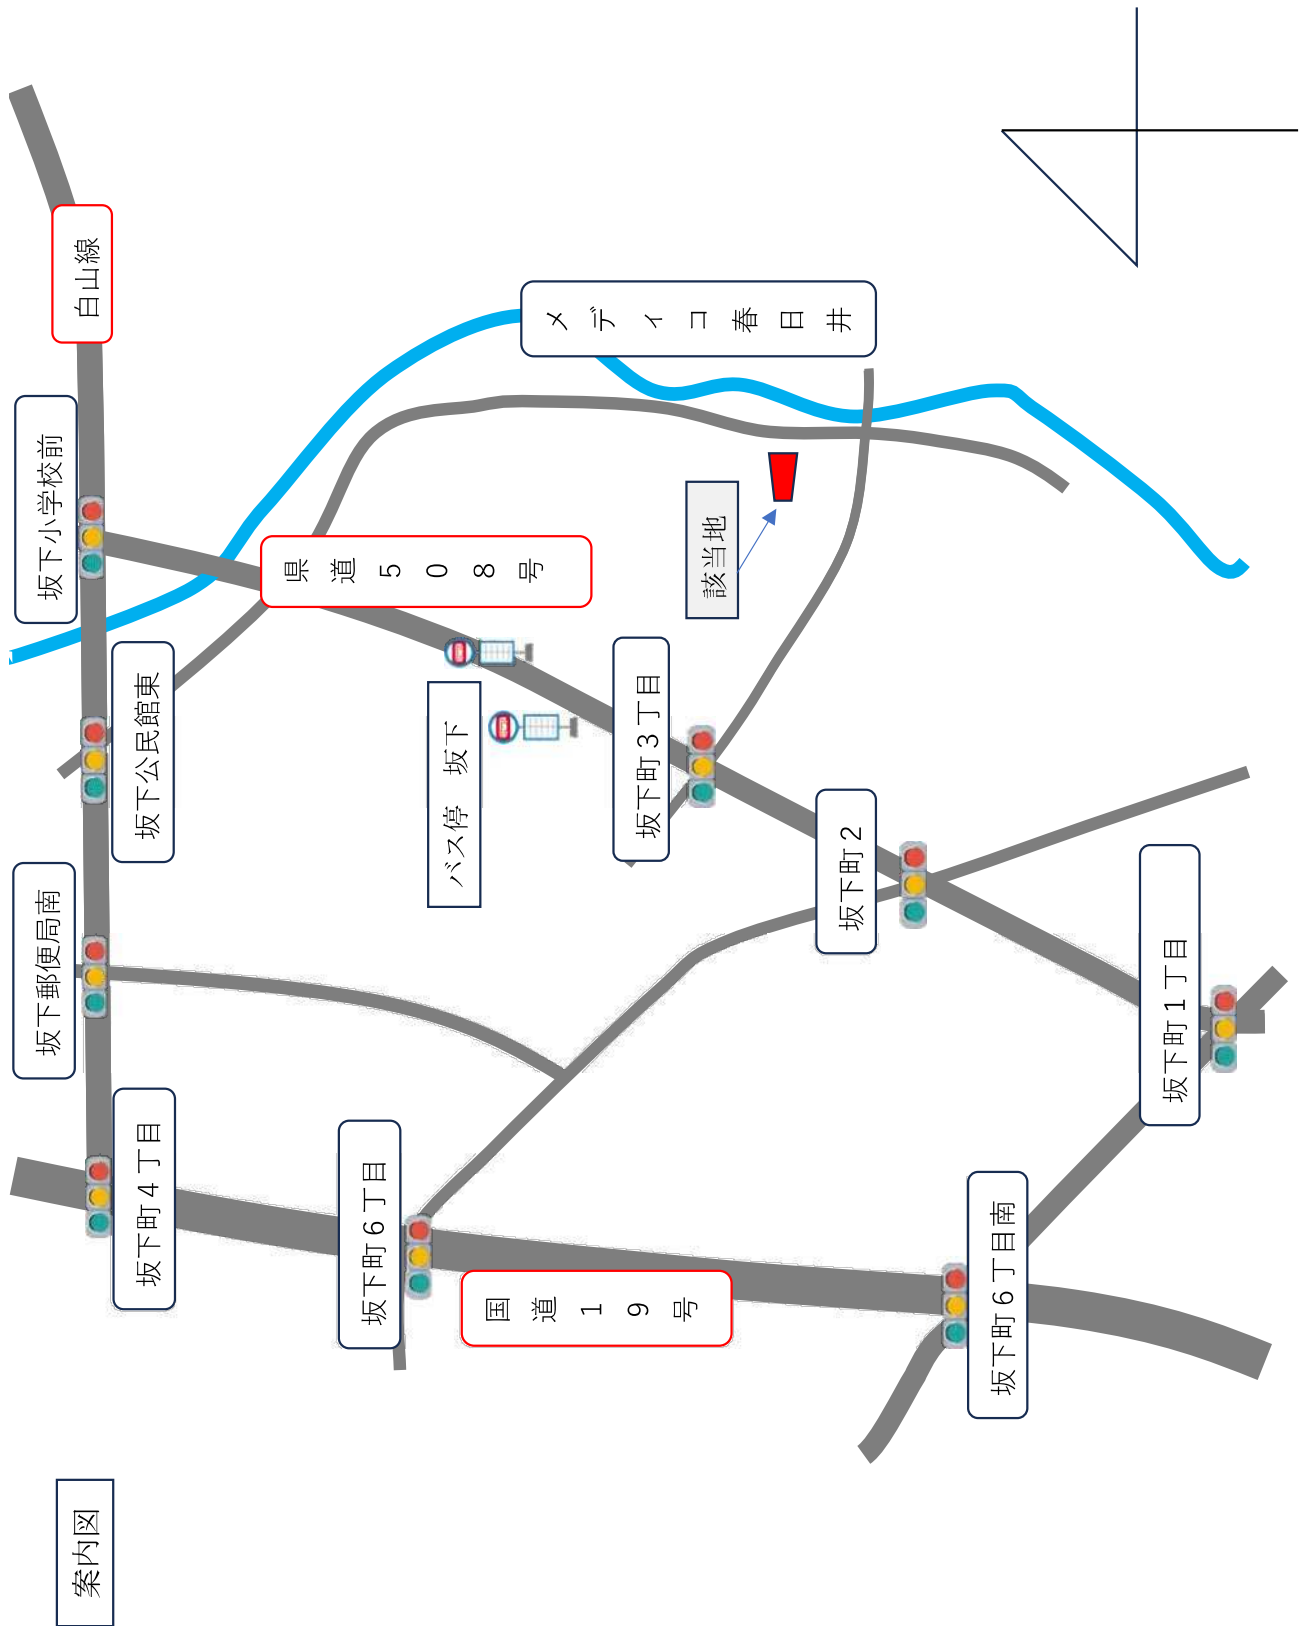 案内図
坂下郵便局南
坂下小学校前
白山線
坂下町４丁目
坂下公民館東
県道５０８号
坂下町６丁目
バス停　坂下
国道１９号
メディコ春日井
坂下町３丁目
該当地
坂下町２
坂下町６丁目南
坂下町１丁目